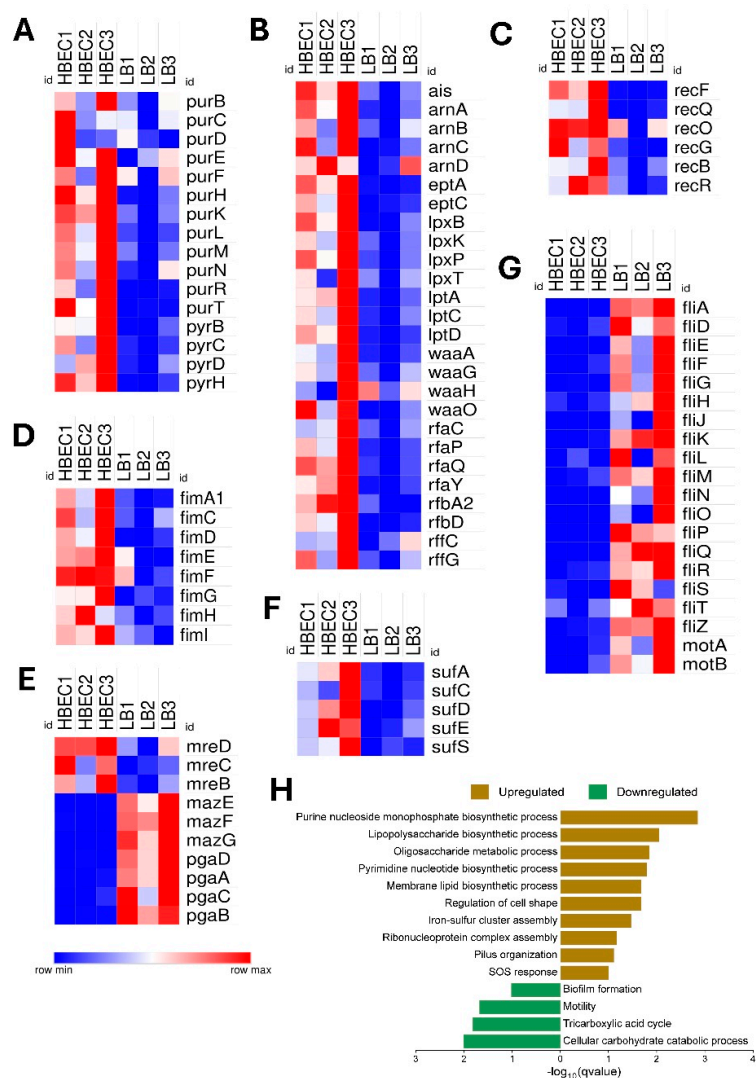 A
id HBEC1 HBEC2 HBEC3 LB1 LB2 LB3 id
purB
purC
purD
purE
purF
purH
purK
purL
purM
purN
purR
purT
pyrB
pyrC
pyrD
pyrH
B
id HBEC1 HBEC2 HBEC3 LB1 LB2 LB3 id
ais
arnA
arnB
arnC
arnD
eptA
eptC
lpxB
lpxK
lpxP
lpxT
lptA
lptC
lptD
waaA
waaG
waaH
waaO
rfaC
rfaP
rfaQ
rfaY
rfbA2
rfbD
rffC
rffG
C
id HBEC1 HBEC2 HBEC3 LB1 LB2 LB3 id
recF
recQ
recO
recG
recB
recR
D
id HBEC1 HBEC2 HBEC3 LB1 LB2 LB3 id
fimA1
fimC
fimD
fimE
fimF
fimG
fimH
fimI
E
id HBEC1 HBEC2 HBEC3 LB1 LB2 LB3 id
mreD
mreC
mreB
mazE
mazF
mazG
pgaD
pgaA
pgaC
pgaB
row min row max
F
id HBEC1 HBEC2 HBEC3 LB1 LB2 LB3 id
sufA
sufC
sufD
sufE
sufS
G
id HBEC1 HBEC2 HBEC3 LB1 LB2 LB3 id
fliA
fliD
fliE
fliF
fliG
fliH
fliJ
fliK
fliL
fliM
fliN
fliO
fliP
fliQ
fliR
fliS
fliT
fliZ
motA
motB
H
Upregulated Downregulated
Purine nucleoside monophosphate biosynthetic process
Lipopolysaccharide biosynthetic process
Oligosaccharide metabolic process
Pyrimidine nucleotide biosynthetic process
Membrane lipid biosynthetic process
Regulation of cell shape
Iron-sulfur cluster assembly
Ribonucleoprotein complex assembly
Pilus organization
SOS response
Biofilm formation
Motility
Tricarboxylic acid cycle
Cellular carbohydrate catabolic process
3 2 1 0 1 2 3
-log10(qvalue)